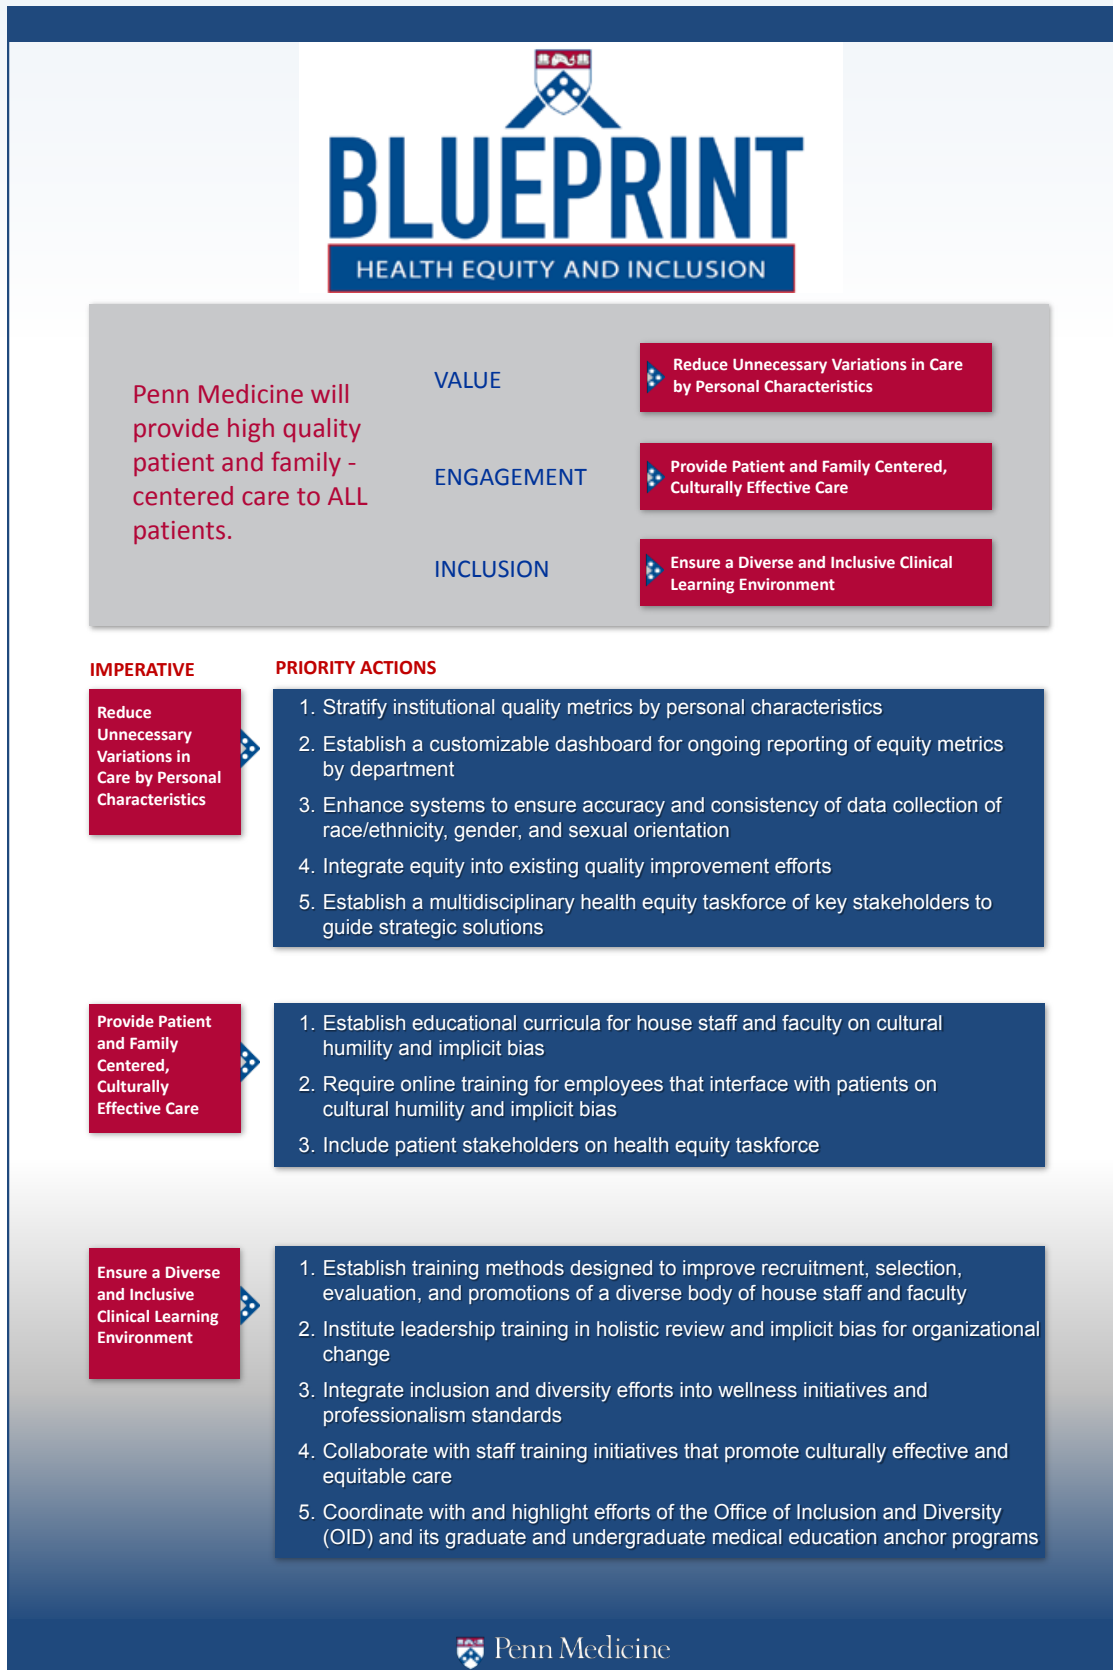 BLUEPRINT
HEALTH EQUITY AND INCLUSION
Penn Medicine will
provide high quality
patient and family -
centered care to ALL
patients.
VALUE
Reduce Unnecessary Variations in Care
by Personal Characteristics
ENGAGEMENT
Provide Patient and Family Centered,
Culturally Effective Care
INCLUSION
Ensure a Diverse and Inclusive Clinical
Learning Environment
IMPERATIVE
PRIORITY ACTIONS
Reduce
Unnecessary
Variations in
Care by Personal
Characteristics
1. Stratify institutional quality metrics by personal characteristics
2. Establish a customizable dashboard for ongoing reporting of equity metrics
by department
3. Enhance systems to ensure accuracy and consistency of data collection of
race/ethnicity, gender, and sexual orientation
4. Integrate equity into existing quality improvement efforts
5. Establish a multidisciplinary health equity taskforce of key stakeholders to
guide strategic solutions
Provide Patient
and Family
Centered,
Culturally
Effective Care
1. Establish educational curricula for house staff and faculty on cultural
humility and implicit bias
2. Require online training for employees that interface with patients on
cultural humility and implicit bias
3. Include patient stakeholders on health equity taskforce
Ensure a Diverse
and Inclusive
Clinical Learning
Environment
1. Establish training methods designed to improve recruitment, selection,
evaluation, and promotions of a diverse body of house staff and faculty
2. Institute leadership training in holistic review and implicit bias for organizational
change
3. Integrate inclusion and diversity efforts into wellness initiatives and
professionalism standards
4. Collaborate with staff training initiatives that promote culturally effective and
equitable care
5. Coordinate with and highlight efforts of the Office of Inclusion and Diversity
(OID) and its graduate and undergraduate medical education anchor programs
Penn Medicine